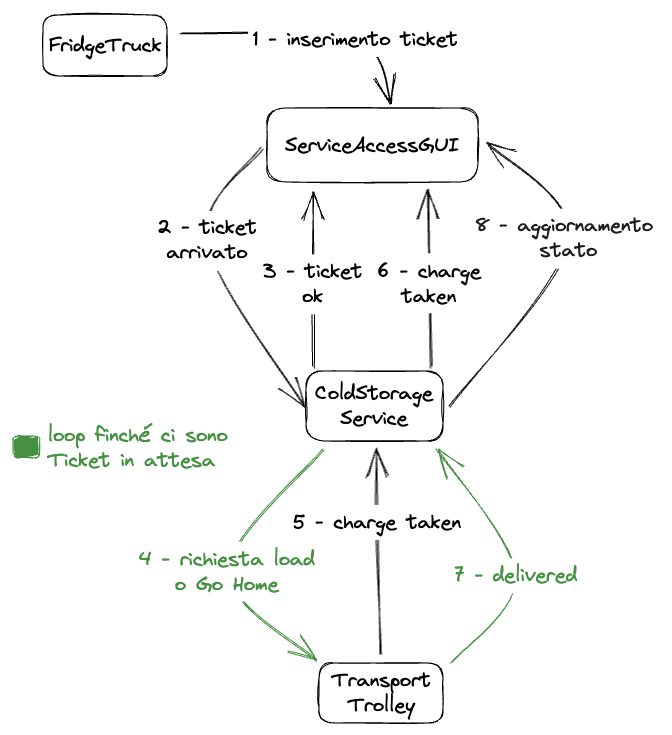 FridgeTruck
1 - inserimento ticket
ServiceAccessGUI
2 - ticket
arrivato
8 - aggiornamento
stato
3 - ticket
ok
6 - charge
taken
ColdStorage
Service
loop finché ci sono
Ticket in attesa
5 - charge taken
4 - richiesta load
o Go Home
7 - delivered
Transport
Trolley